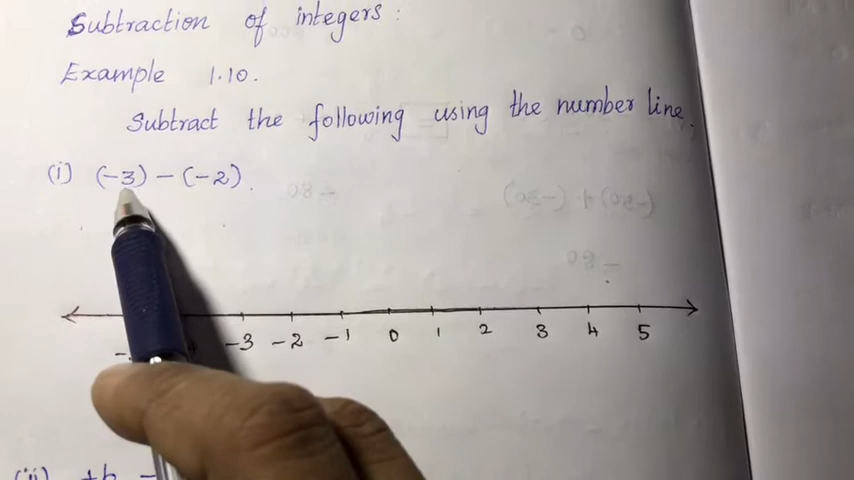 Subtraction of integers :
Example 1.10.
Subtract the following using the number line.
(i) (-3) - (-2).
-3 -2 -1 0 1 2 3 4 5
(ii)